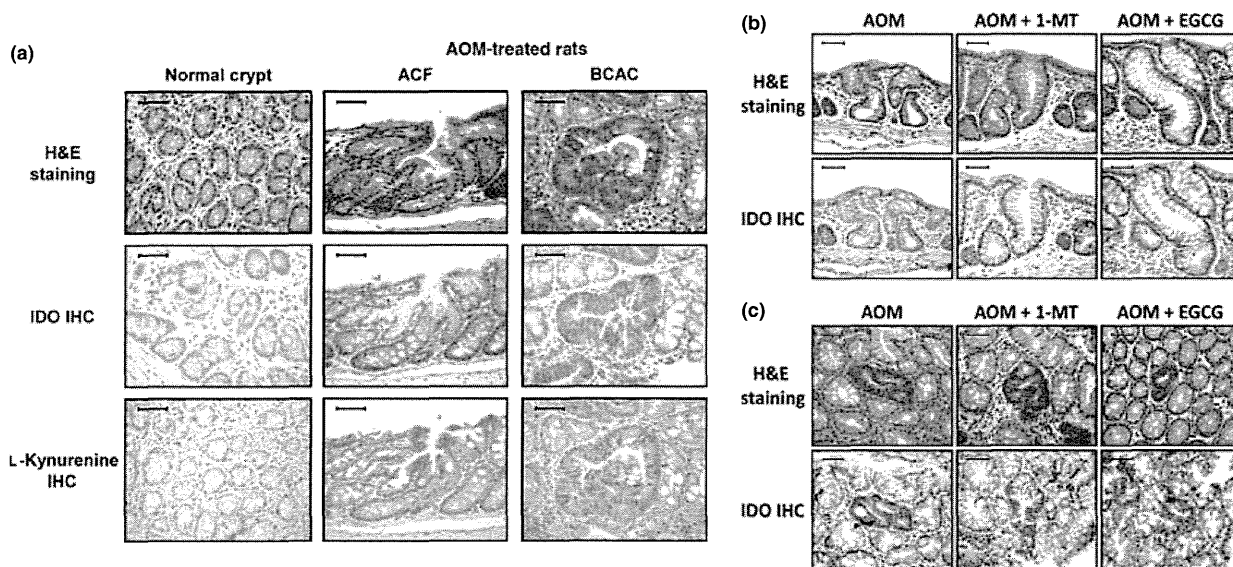 (a)
AOM-treated rats
Normal crypt
ACF
BCAC
H&E
staining
IDO IHC
L-Kynurenine
IHC
(b)
AOM
AOM + 1-MT
AOM + EGCG
H&E
staining
IDO IHC
(c)
AOM
AOM + 1-MT
AOM + EGCG
H&E
staining
IDO IHC